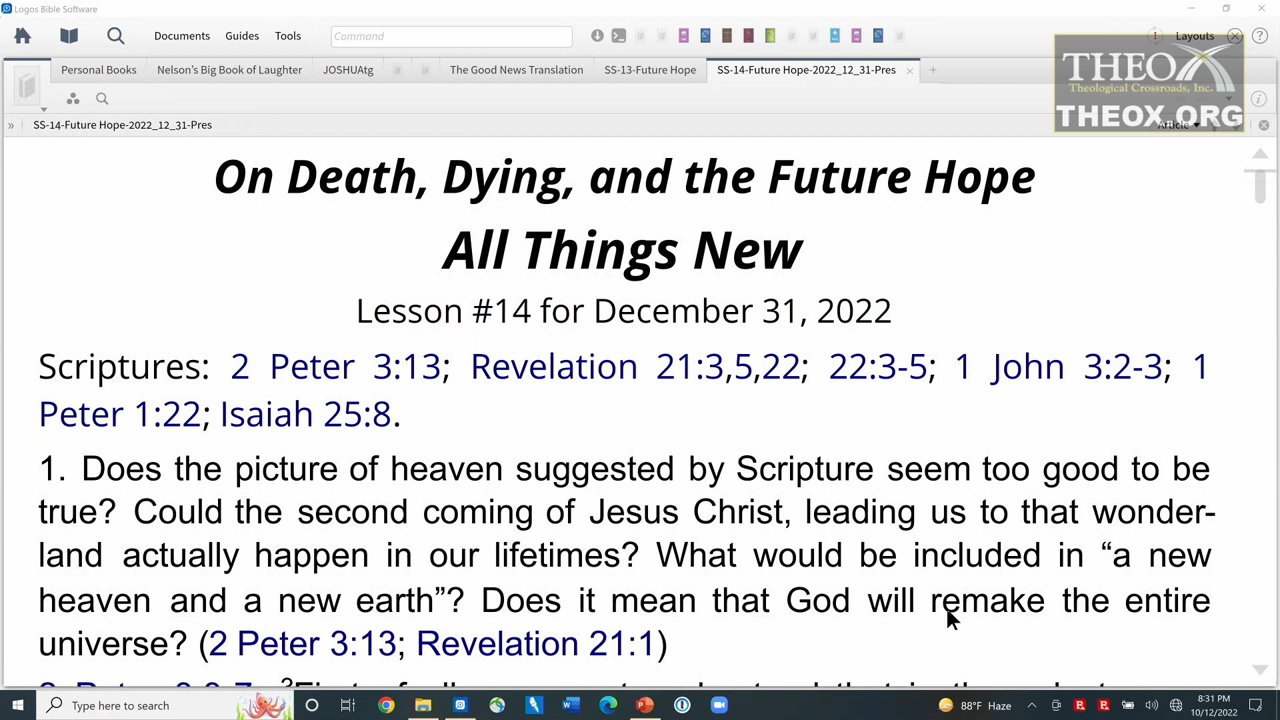 Logos Bible Software
Documents Guides Tools Command Layouts
Personal Books Nelson's Big Book of Laughter JOSHUAtg The Good News Translation SS-13-Future Hope SS-14-Future Hope-2022_12_31-Pres
THEOX
Theological Crossroads, Inc.
THEOX.ORG
» SS-14-Future Hope-2022_12_31-Pres Article
On Death, Dying, and the Future Hope
All Things New
Lesson #14 for December 31, 2022
Scriptures: 2 Peter 3:13; Revelation 21:3,5,22; 22:3-5; 1 John 3:2-3; 1
Peter 1:22; Isaiah 25:8.
1. Does the picture of heaven suggested by Scripture seem too good to be
true? Could the second coming of Jesus Christ, leading us to that wonder-
land actually happen in our lifetimes? What would be included in “a new
heaven and a new earth”? Does it mean that God will remake the entire
universe? (2 Peter 3:13; Revelation 21:1)
Type here to search 88°F Haze 8:31 PM
10/12/2022